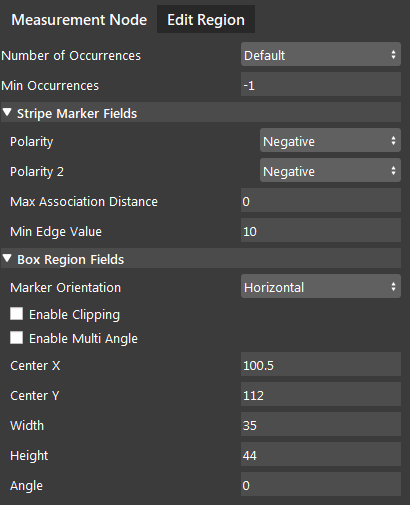 Measurement Node Edit Region
Number of Occurrences Default
Min Occurrences -1
Stripe Marker Fields
Polarity Negative
Polarity 2 Negative
Max Association Distance 0
Min Edge Value 10
Box Region Fields
Marker Orientation Horizontal
Enable Clipping
Enable Multi Angle
Center X 100.5
Center Y 112
Width 35
Height 44
Angle 0